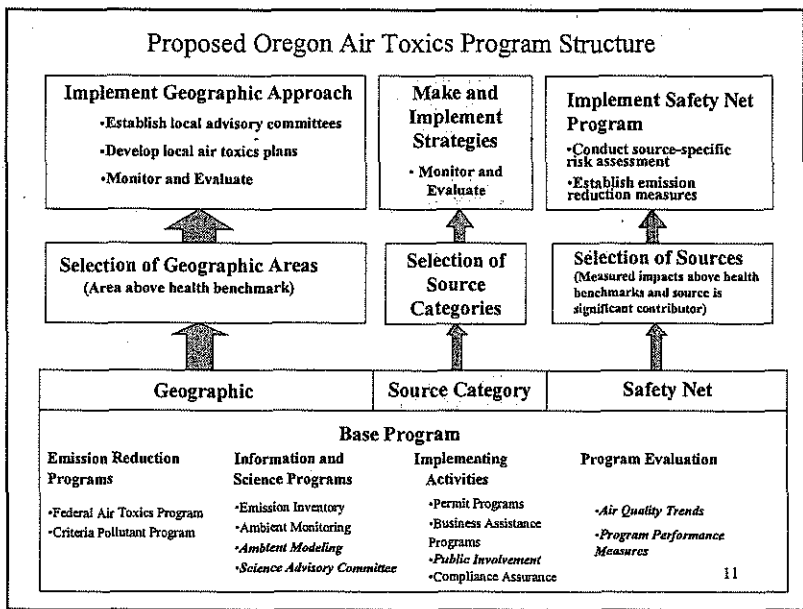 Proposed Oregon Air Toxics Program Structure
Implement Geographic Approach
•Establish local advisory committees
•Develop local air toxics plans
•Monitor and Evaluate
Make and
Implement
Strategies
• Monitor and
Evaluate
Implement Safety Net
Program
•Conduct source-specific
risk assessment
•Establish emission
reduction measures
Selection of Geographic Areas
(Area above health benchmark)
Selection of
Source
Categories
Selection of Sources
(Measured impacts above health
benchmarks and source is
significant contributor)
Geographic
Source Category
Safety Net
Base Program
Emission Reduction
Programs
•Federal Air Toxics Program
•Criteria Pollutant Program
Information and
Science Programs
•Emission Inventory
•Ambient Monitoring
•Ambient Modeling
•Science Advisory Committee
Implementing
Activities
•Permit Programs
•Business Assistance
Programs
•Public Involvement
•Compliance Assurance
Program Evaluation
•Air Quality Trends
•Program Performance
Measures
11